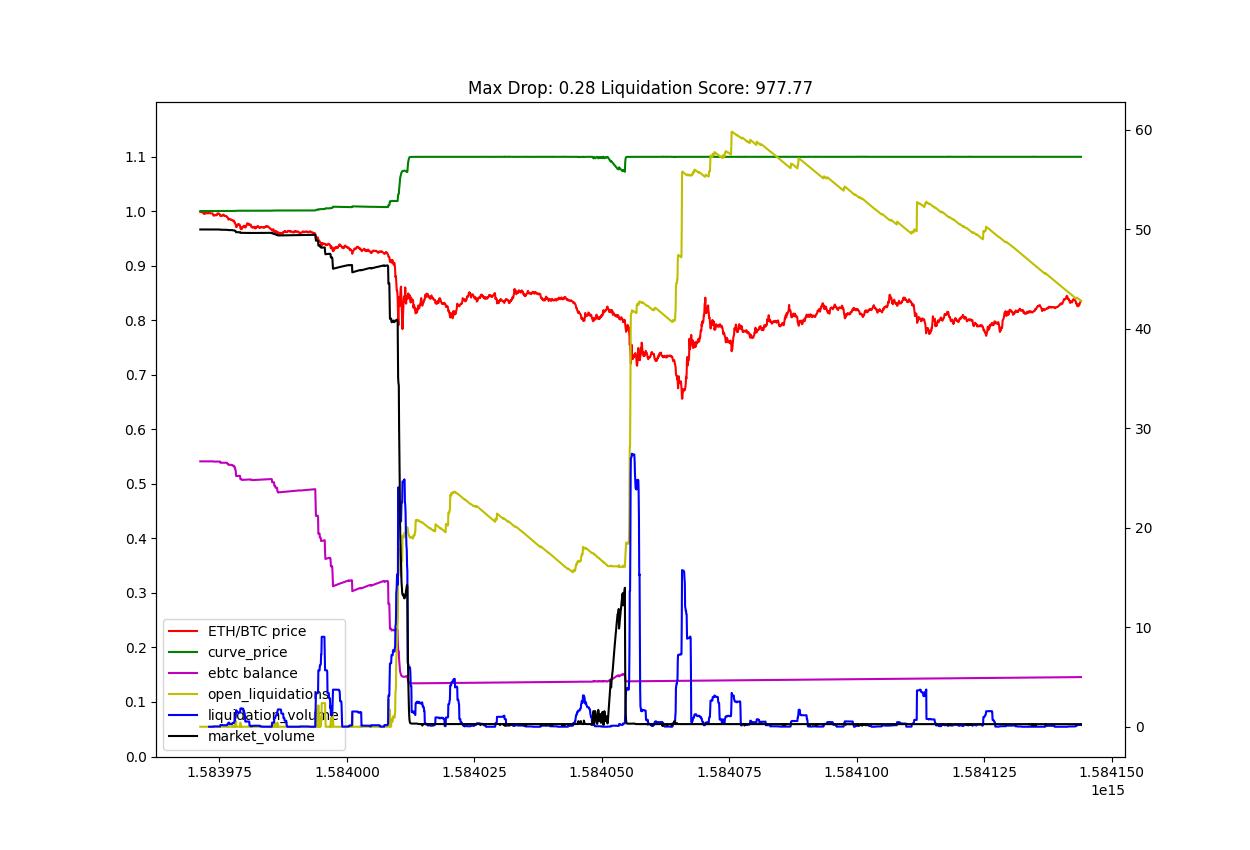 Max Drop: 0.28 Liquidation Score: 977.77
1.1
1.0
0.9
0.8
0.7
0.6
0.5
0.4
0.3
0.2
0.1
0.0
60
50
40
30
20
10
0
ETH/BTC price
curve_price
ebtc balance
open_liquidations
liquidation_volume
market_volume
1.583975 1.584000 1.584025 1.584050 1.584075 1.584100 1.584125 1.584150
1e15